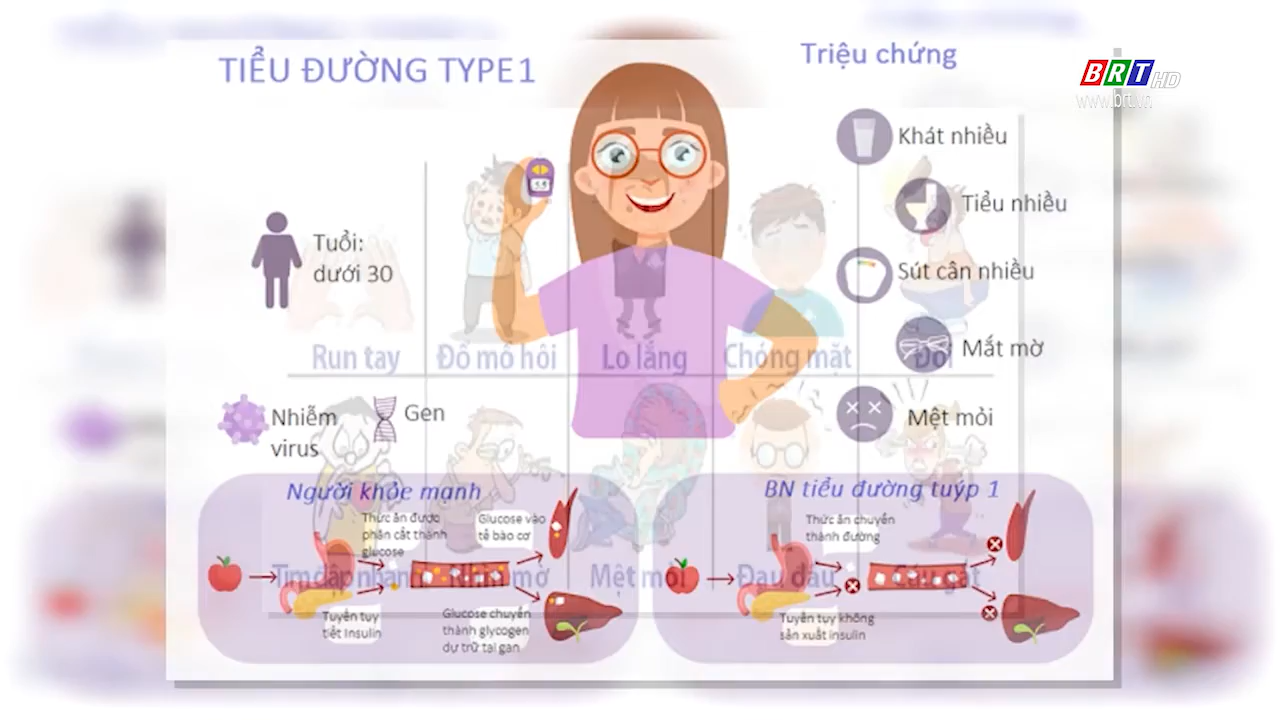 TIỂU ĐƯỜNG TYPE1
Triệu chứng
BRT HD
www.brt.vn
Khát nhiều
Tiểu nhiều
Tuổi:
dưới 30
Sút cân nhiều
Mắt mờ
Run tay
Đổ mồ hôi
Lo lắng
Chóng mặt
Đói
Nhiễm
virus
Gen
Mệt mỏi
Người khỏe mạnh
Thức ăn được
phân cắt thành
glucose
Glucose vào
tế bào cơ
Tuyến tụy
tiết Insulin
Glucose chuyển
thành glycogen
dự trữ tại gan
BN tiểu đường tuýp 1
Thức ăn chuyển
thành đường
Tuyến tụy không
sản xuất insulin
Tim đập nhanh
Nhìn mờ
Mệt mỏi
Đau đầu